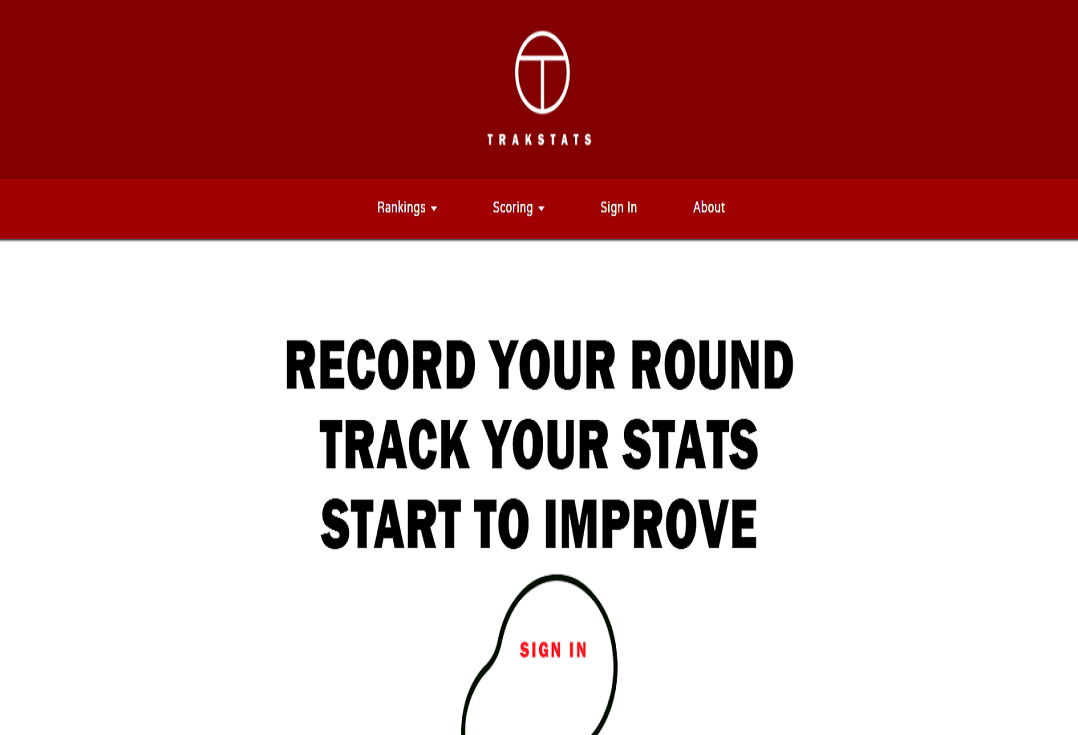 TRAKSTATS
Rankings Scoring Sign In About
RECORD YOUR ROUND
TRACK YOUR STATS
START TO IMPROVE
SIGN IN